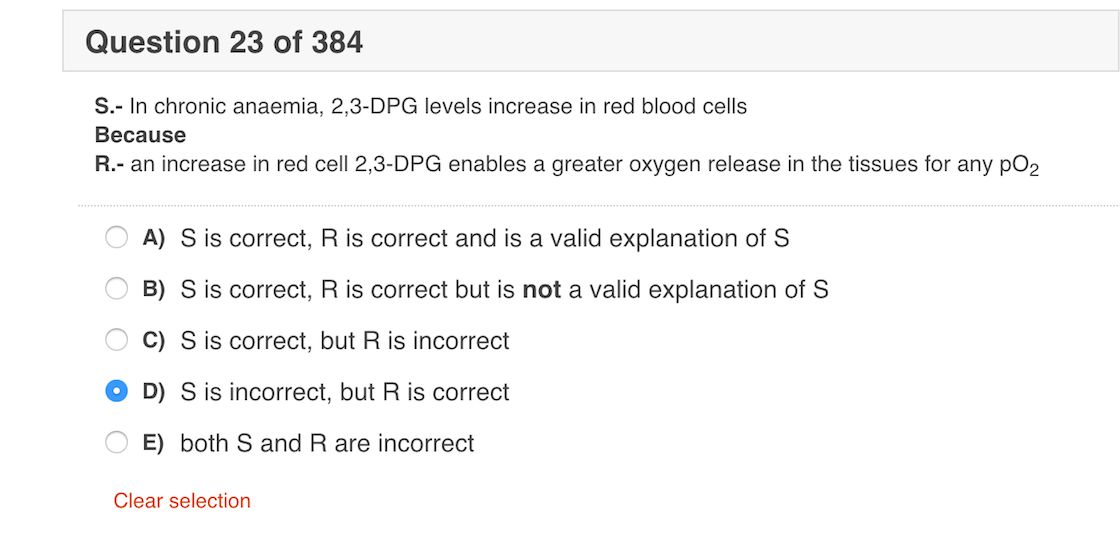 Question 23 of 384
S.- In chronic anaemia, 2,3-DPG levels increase in red blood cells
Because
R.- an increase in red cell 2,3-DPG enables a greater oxygen release in the tissues for any pO₂
A) S is correct, R is correct and is a valid explanation of S
B) S is correct, R is correct but is not a valid explanation of S
C) S is correct, but R is incorrect
D) S is incorrect, but R is correct
E) both S and R are incorrect
Clear selection